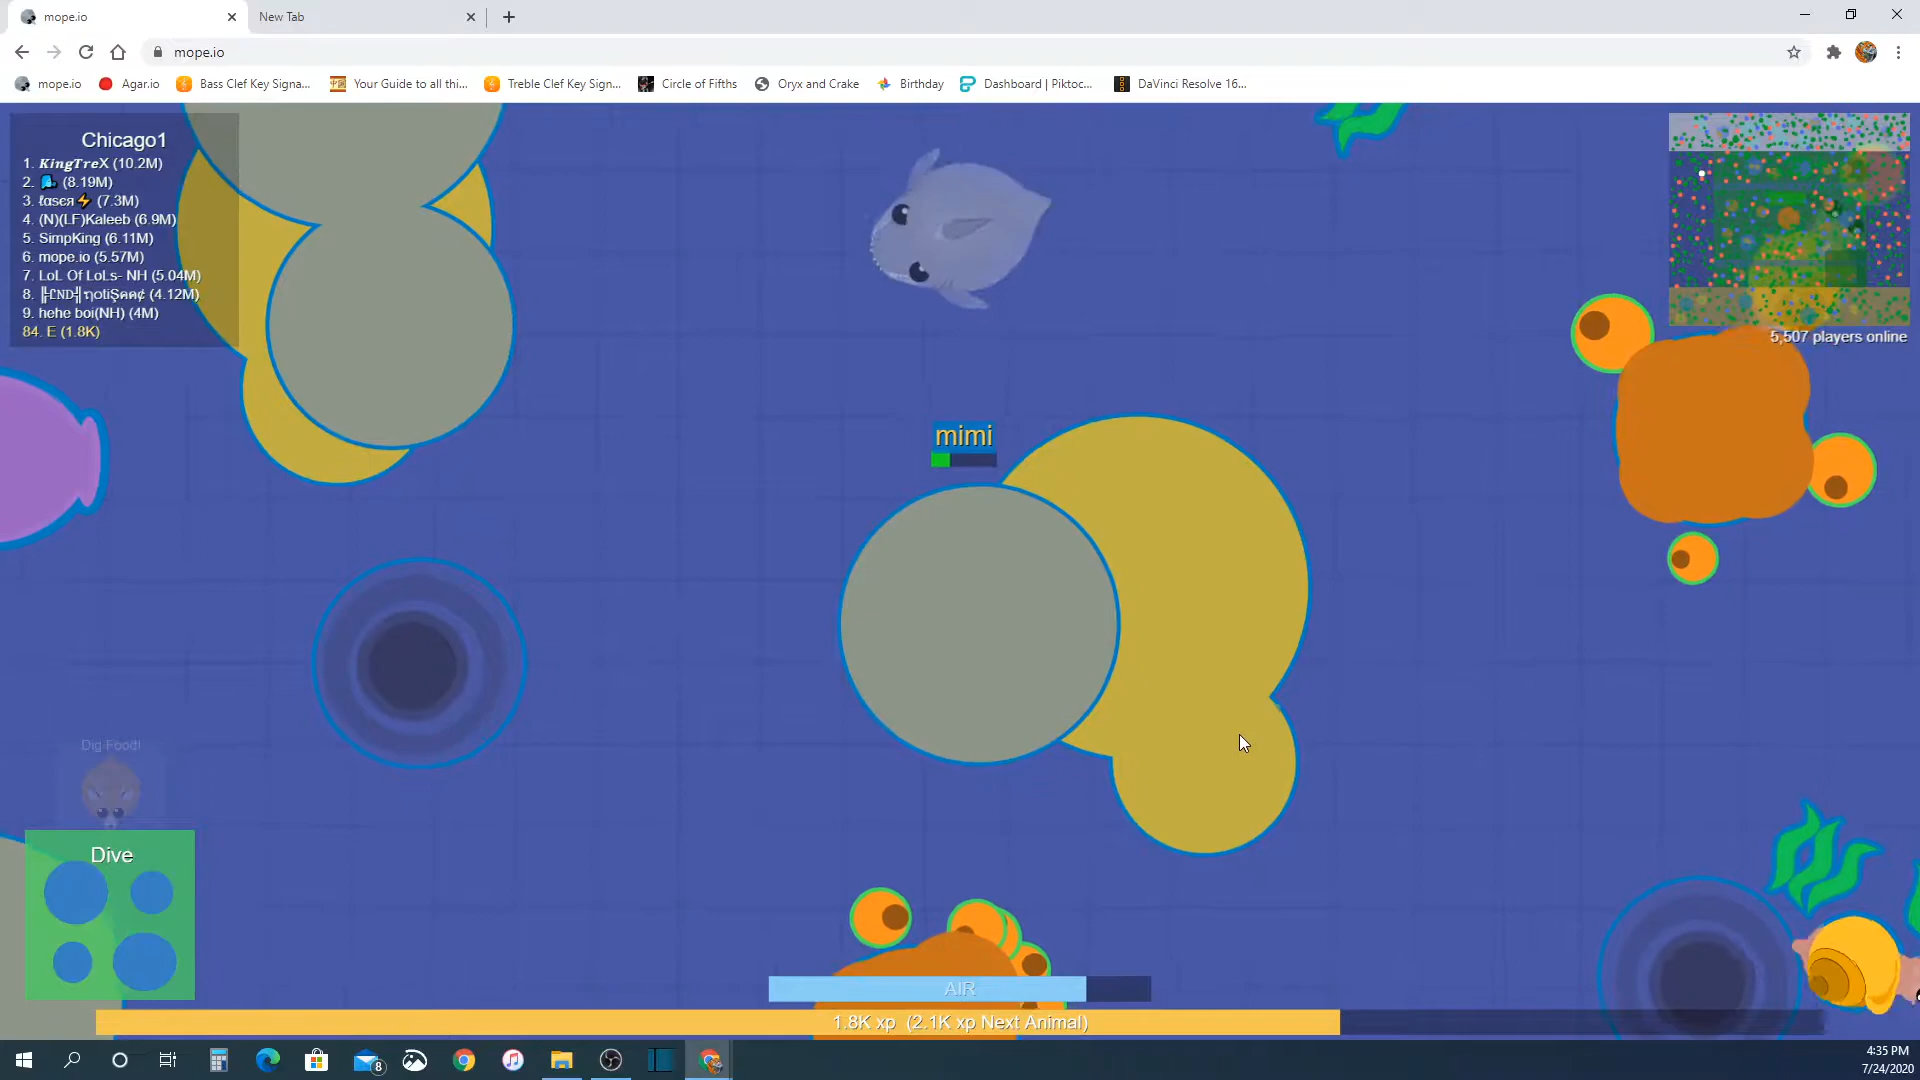 mope.io
New Tab
mope.io
mope.io
Agar.io
Bass Clef Key Signa...
Your Guide to all thi...
Treble Clef Key Sign...
Circle of Fifths
Oryx and Crake
Birthday
Dashboard | Piktoc...
DaVinci Resolve 16...
Chicago1
1. 𝑲𝒊𝒏𝒈𝑻𝒓𝒆X (10.2M)
2. (8.19M)
3. ℓαѕєя⚡ (7.3M)
4. (N)(LF)Kaleeb (6.9M)
5. SimpKing (6.11M)
6. mope.io (5.57M)
7. LoL Of LoLs- NH (5.04M)
8. (4.12M)
9. hehe boi(NH) (4M)
84. E (1.8K)
5,507 players online
mimi
Dig Food!
Dive
AIR
1.8K xp (2.1K xp Next Animal)
8
4:35 PM
7/24/2020